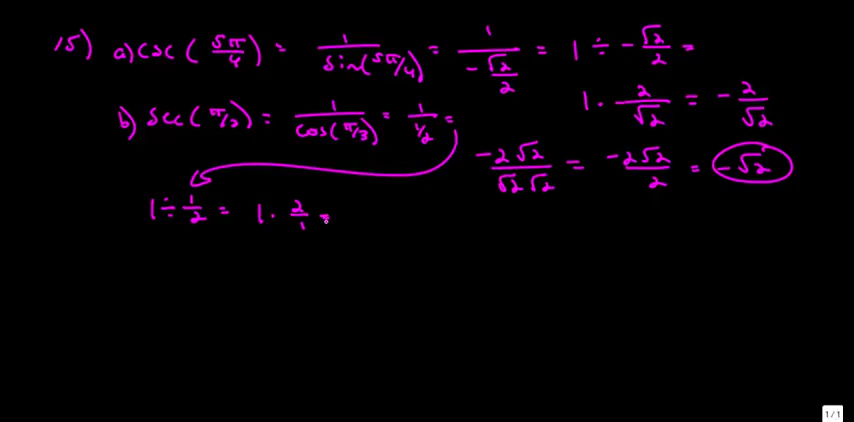 15) a) csc(5π/4) = 1/sin(5π/4) = 1/(-√2/2) = 1 ÷ -√2/2 =
1 · -2/√2 = -2/√2
-2√2/√2√2 = -2√2/2 = -√2
b) sec(π/2) = 1/cos(π/3) = 1/(1/2) =
1 ÷ 1/2 = 1 · 2/1 =
1/1